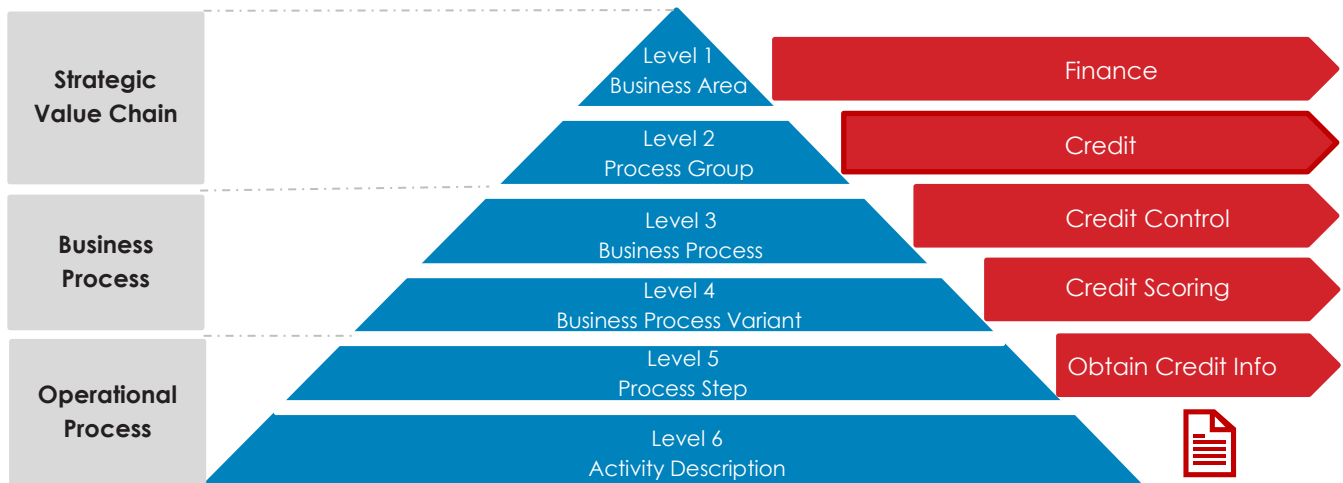 Strategic
Value Chain
Level 1
Business Area
Finance
Level 2
Process Group
Credit
Business
Process
Level 3
Business Process
Credit Control
Level 4
Business Process Variant
Credit Scoring
Operational
Process
Level 5
Process Step
Obtain Credit Info
Level 6
Activity Description